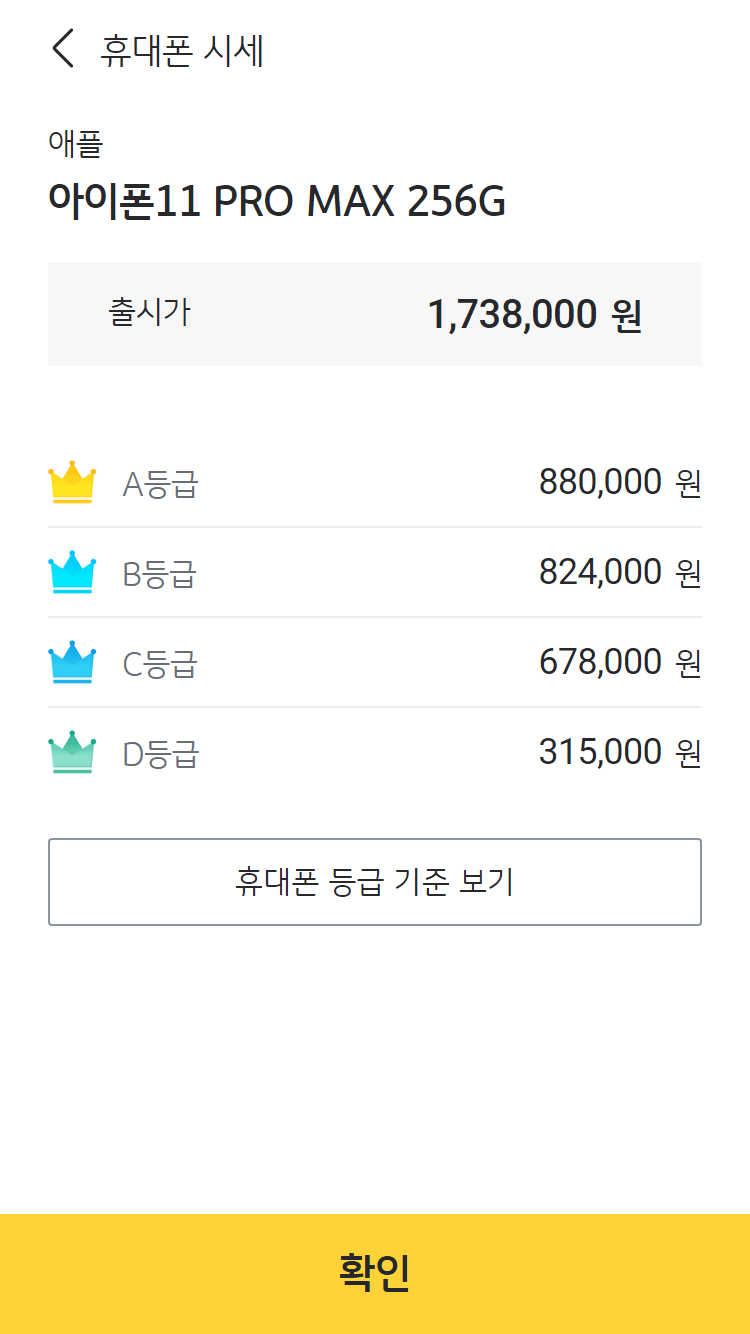 휴대폰 시세
애플
아이폰11 PRO MAX 256G
출시가 1,738,000 원
A등급 880,000 원
B등급 824,000 원
C등급 678,000 원
D등급 315,000 원
휴대폰 등급 기준 보기
확인